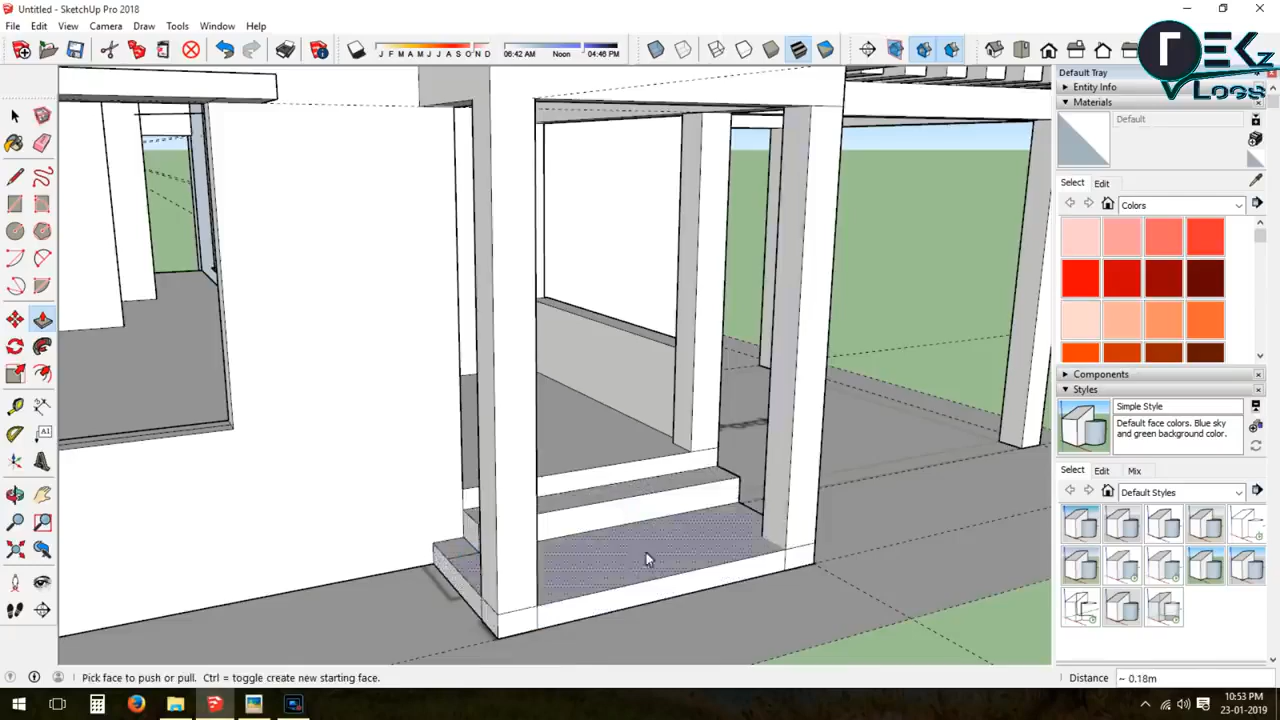 Untitled - SketchUp Pro 2018
File Edit View Camera Draw Tools Window Help
J F M A M J J A S O N D
06:42 AM Noon 04:46 PM
TEKz
VLOGS
Default Tray
Entity Info
Materials
Default
Select Edit
Colors
Components
Styles
Simple Style
Default face colors. Blue sky
and green background color.
Select Edit Mix
Default Styles
Pick face to push or pull. Ctrl = toggle create new starting face.
Distance ~ 0.18m
10:53 PM
23-01-2019